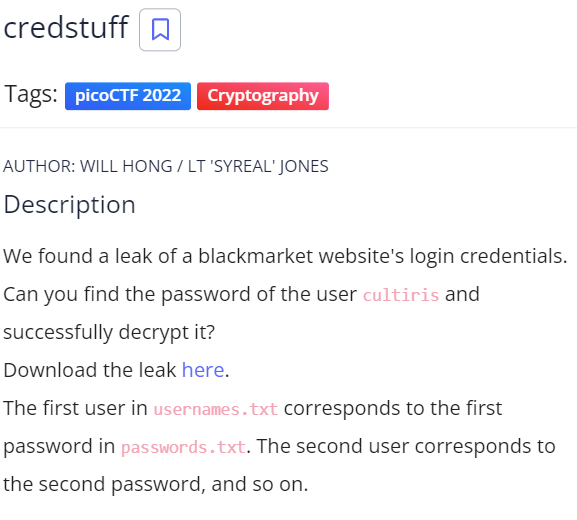 credstuff
Tags: picoCTF 2022 Cryptography
AUTHOR: WILL HONG / LT 'SYREAL' JONES
Description
We found a leak of a blackmarket website's login credentials.
Can you find the password of the user cultiris and
successfully decrypt it?
Download the leak here.
The first user in usernames.txt corresponds to the first
password in passwords.txt. The second user corresponds to
the second password, and so on.